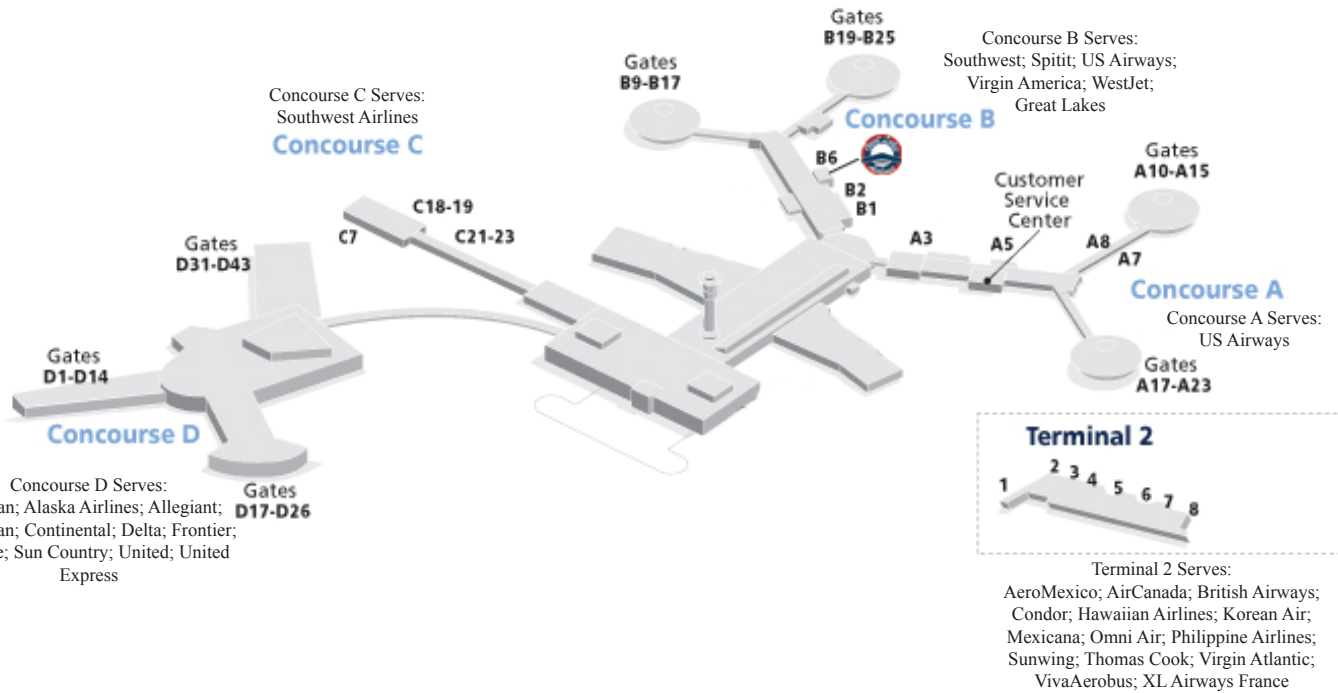 Gates
B19-B25
Concourse B Serves:
Southwest; Spitit; US Airways;
Virgin America; WestJet;
Great Lakes
Gates
B9-B17
Concourse C Serves:
Southwest Airlines
Concourse C
Concourse B
B6
B2
B1
Gates
A10-A15
Customer
Service
Center
C18-19
C21-23
C7
A3
A5
A8
A7
Gates
D31-D43
Concourse A
Concourse A Serves:
US Airways
Gates
D1-D14
Gates
A17-A23
Concourse D
Terminal 2
1
2
3
4
5
6
7
8
Concourse D Serves:
Alaska Airlines; Allegiant;
Continental; Delta; Frontier;
Sun Country; United; United
Express
Gates
D17-D26
Terminal 2 Serves:
AeroMexico; AirCanada; British Airways;
Condor; Hawaiian Airlines; Korean Air;
Mexicana; Omni Air; Philippine Airlines;
Sunwing; Thomas Cook; Virgin Atlantic;
VivaAerobus; XL Airways France